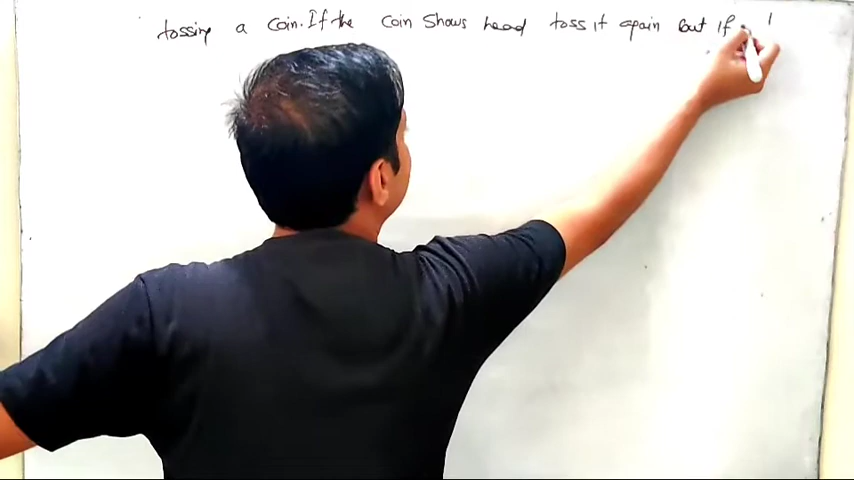 tossing a coin. If the coin shows head toss it again but if